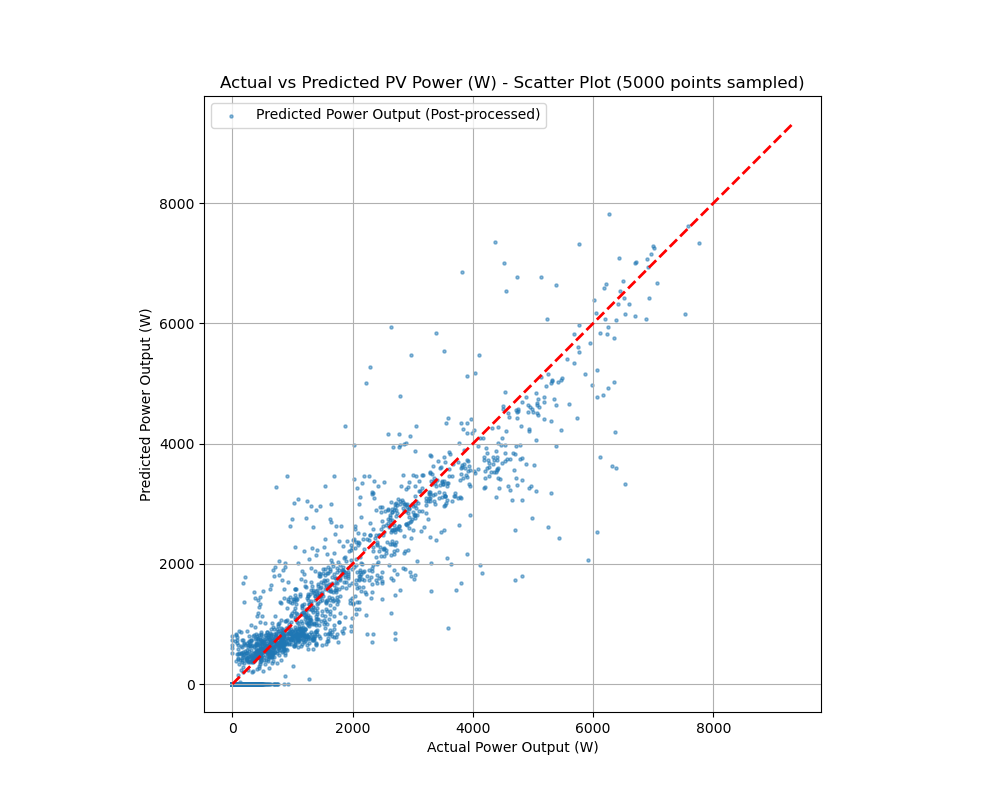 Actual vs Predicted PV Power (W) - Scatter Plot (5000 points sampled)
Predicted Power Output (Post-processed)
Predicted Power Output (W)
8000
6000
4000
2000
0
0 2000 4000 6000 8000
Actual Power Output (W)